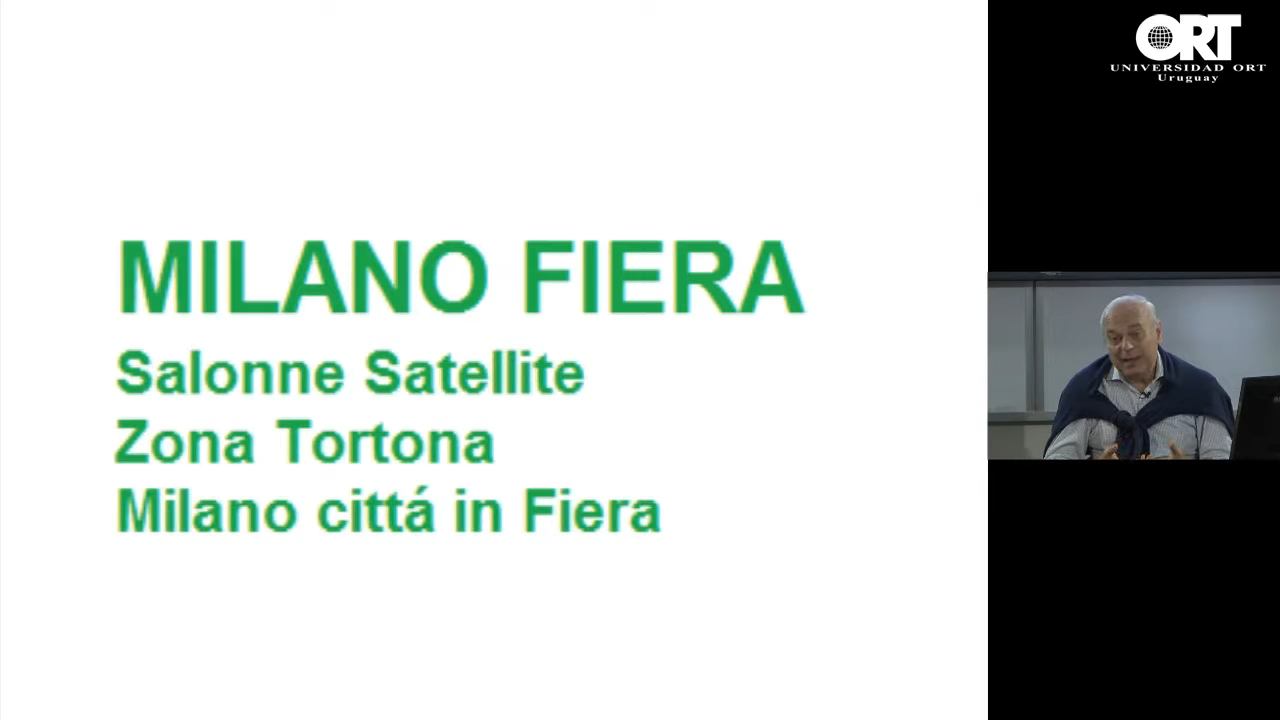 MILANO FIERA
Salonne Satellite
Zona Tortona
Milano cittá in Fiera
ORT
UNIVERSIDAD ORT
Uruguay